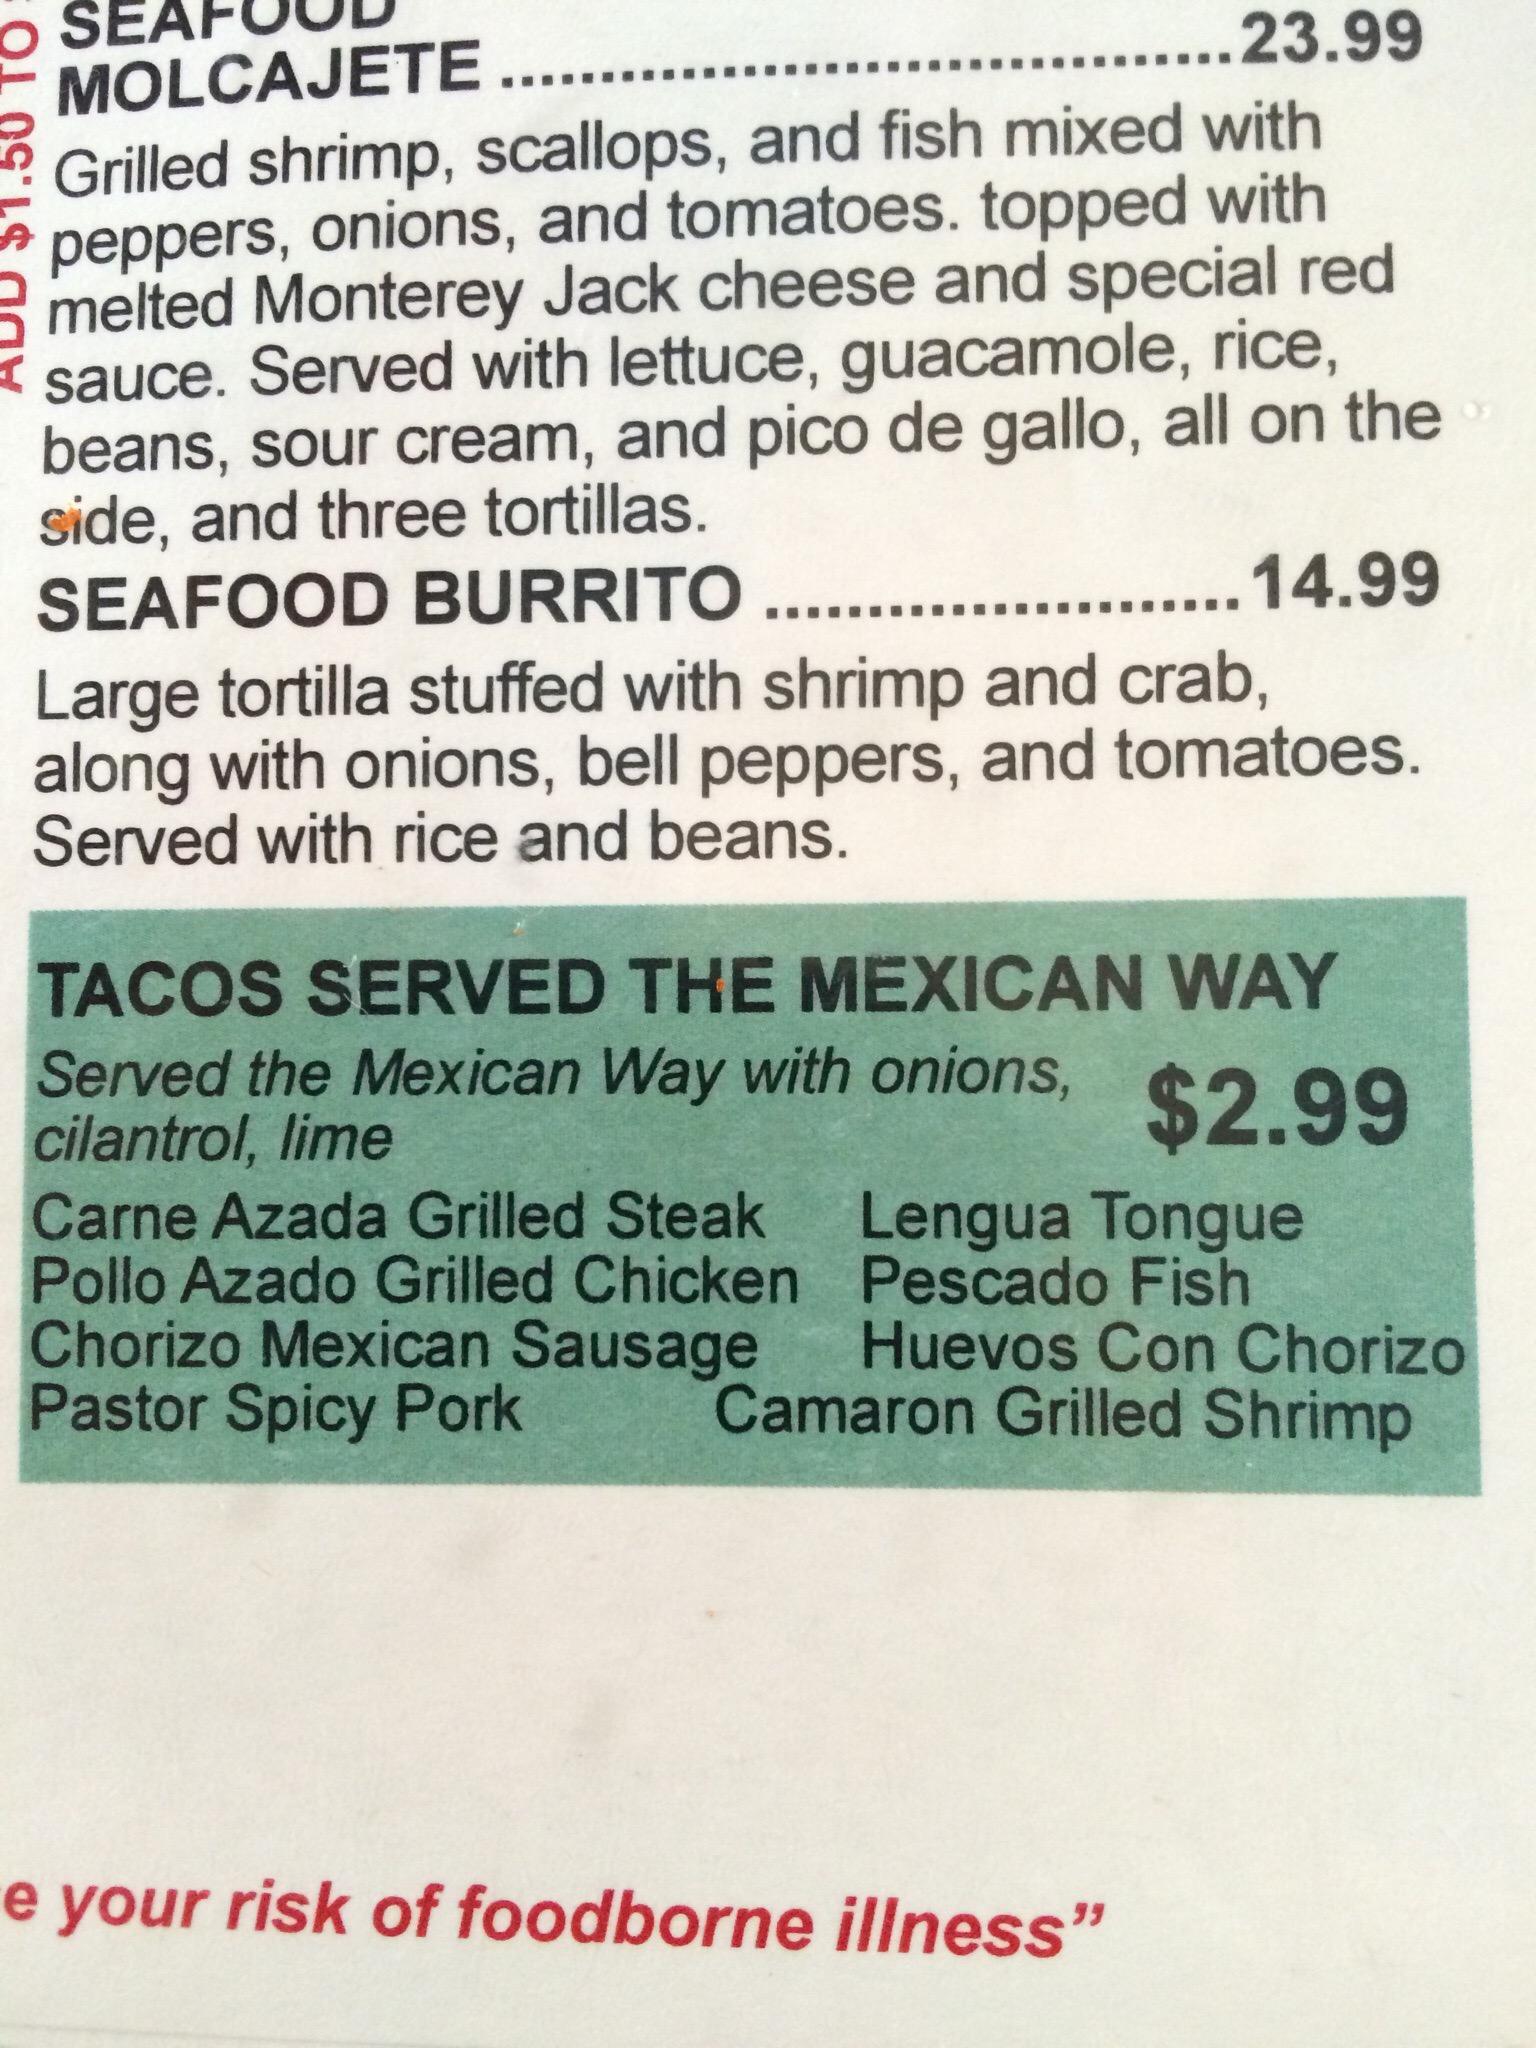 SEAFOOD
MOLCAJETE ........................................... 23.99
Grilled shrimp, scallops, and fish mixed with
peppers, onions, and tomatoes. topped with
melted Monterey Jack cheese and special red
sauce. Served with lettuce, guacamole, rice,
beans, sour cream, and pico de gallo, all on the
side, and three tortillas.
SEAFOOD BURRITO ........................ 14.99
Large tortilla stuffed with shrimp and crab,
along with onions, bell peppers, and tomatoes.
Served with rice and beans.
TACOS SERVED THE MEXICAN WAY
Served the Mexican Way with onions,
cilantrol, lime
$2.99
Carne Azada Grilled Steak
Pollo Azado Grilled Chicken
Chorizo Mexican Sausage
Pastor Spicy Pork
Lengua Tongue
Pescado Fish
Huevos Con Chorizo
Camaron Grilled Shrimp
your risk of foodborne illness”
ADD $1.50 TO